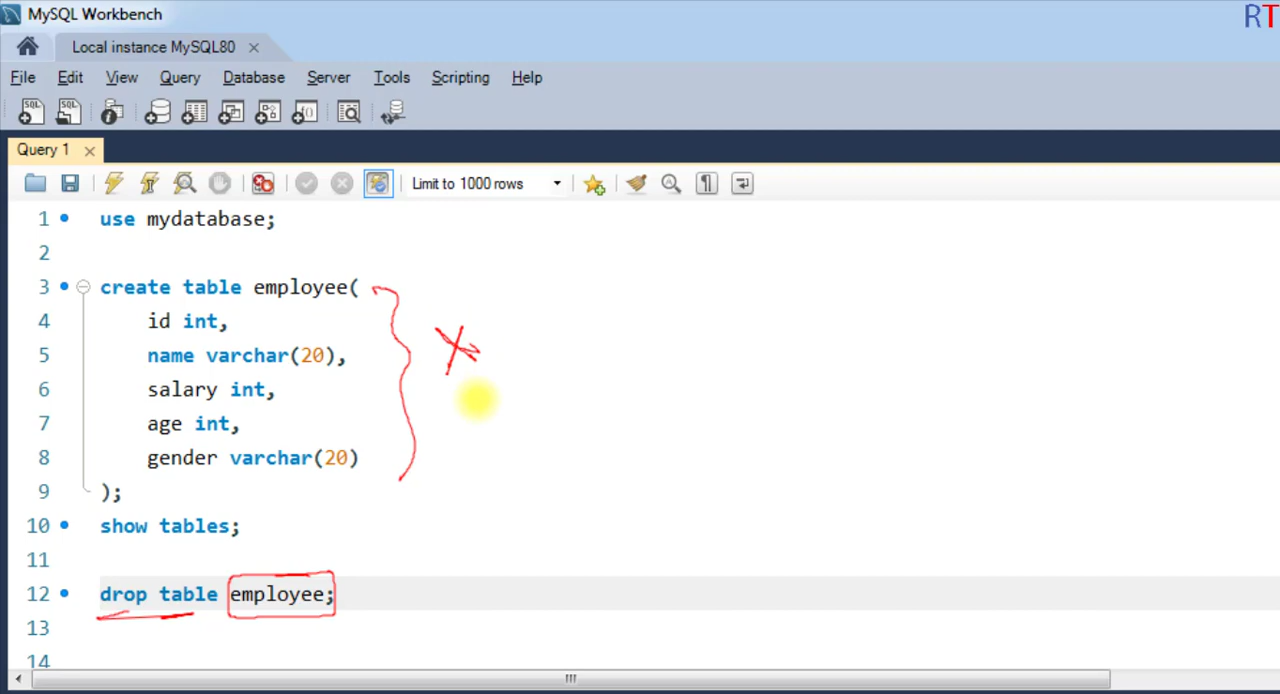 MySQL Workbench
RT
Local instance MySQL80
File Edit View Query Database Server Tools Scripting Help
SQL SQL
Query 1
Limit to 1000 rows
1 use mydatabase;
2
3 create table employee(
4 id int,
5 name varchar(20),
6 salary int,
7 age int,
8 gender varchar(20)
9 );
10 show tables;
11
12 drop table employee;
13
14